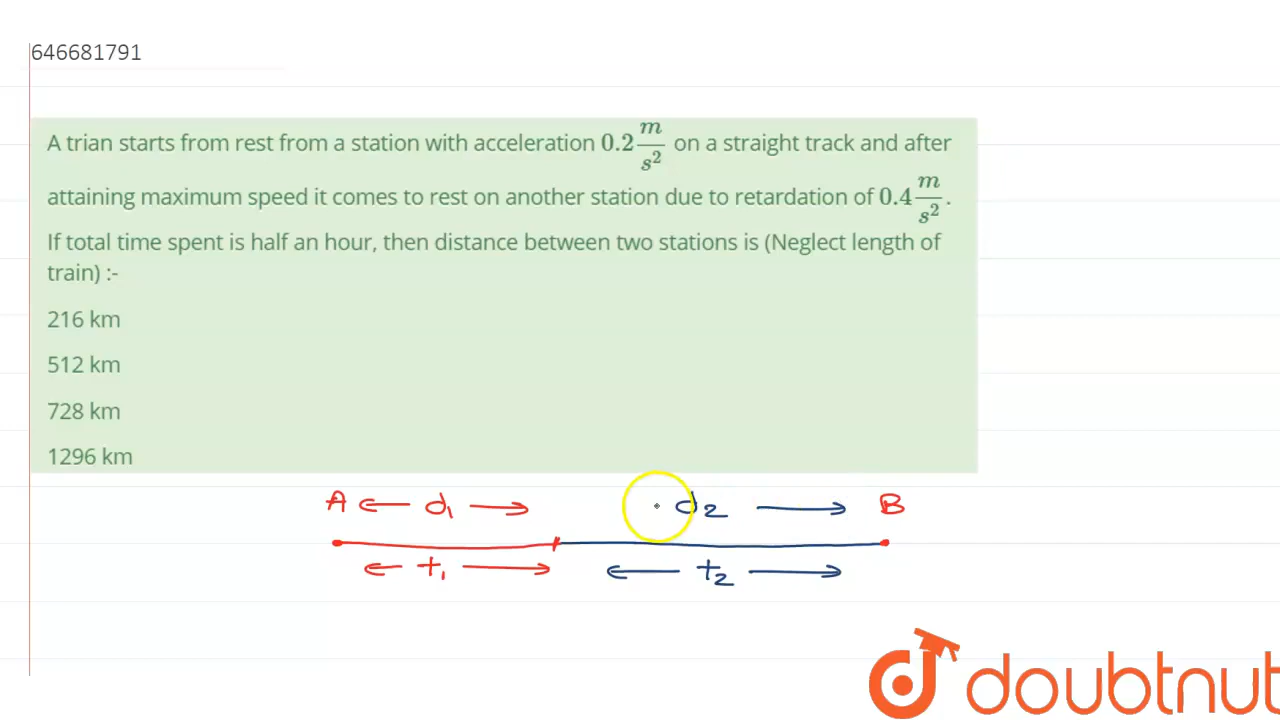 646681791
A trian starts from rest from a station with acceleration 0.2 m/s² on a straight track and after
attaining maximum speed it comes to rest on another station due to retardation of 0.4 m/s².
If total time spent is half an hour, then distance between two stations is (Neglect length of
train) :-
216 km
512 km
728 km
1296 km
A ← d₁ → d₂ → B
← t₁ → ← t₂ →
doubtnut